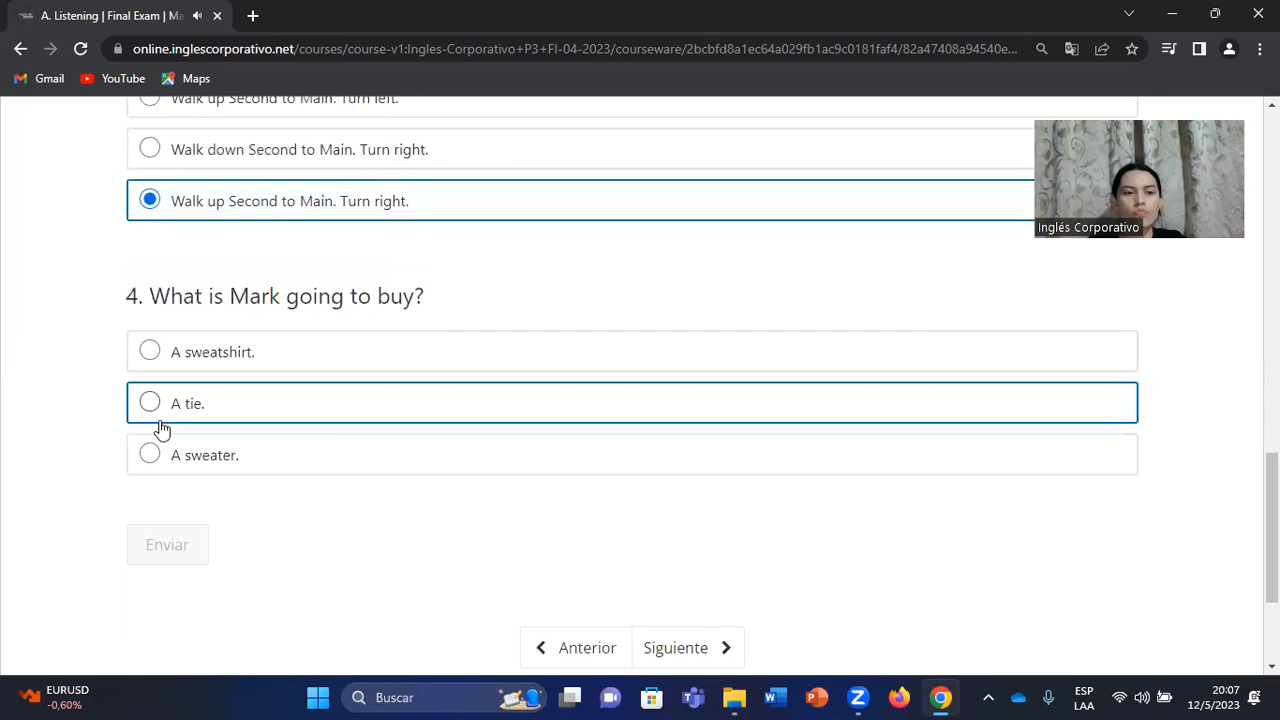 A. Listening | Final Exam | Ma
online.inglescorporativo.net/courses/course-v1:Ingles-Corporativo+P3+FI-04-2023/courseware/2bcbfd8a1ec64a029fb1ac9c0181faf4/82a47408a94540e...
Gmail YouTube Maps
Walk up Second to Main. Turn left.
Walk down Second to Main. Turn right.
Walk up Second to Main. Turn right.
Inglés Corporativo
4. What is Mark going to buy?
A sweatshirt.
A tie.
A sweater.
Enviar
Anterior Siguiente
EURUSD
-0,60%
Buscar
ESP
LAA
20:07
12/5/2023